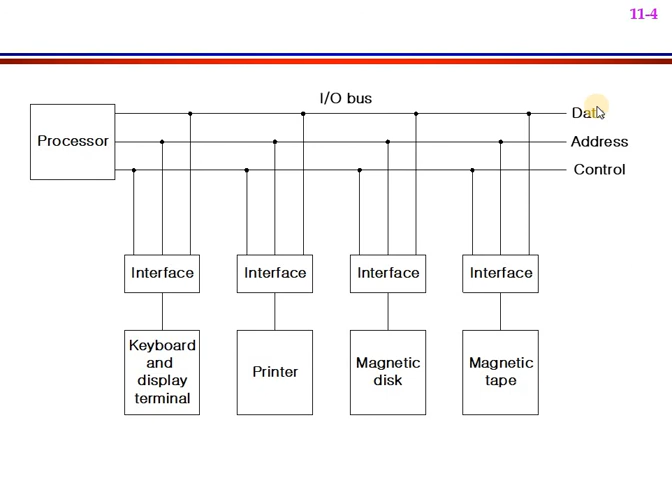 11-4
I/O bus
Data
Processor
Address
Control
Interface
Interface
Interface
Interface
Keyboard
and
display
terminal
Printer
Magnetic
disk
Magnetic
tape